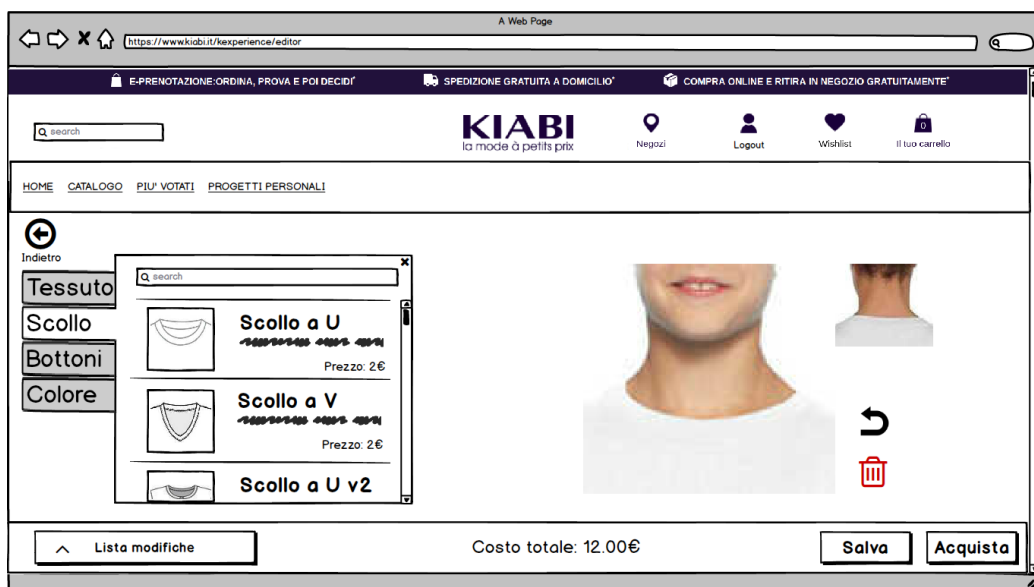 A Web Page
https://www.kiabi.it/kexperience/editor
E-PRENOTAZIONE:ORDINA, PROVA E POI DECIDI*
SPEDIZIONE GRATUITA A DOMICILIO*
COMPRA ONLINE E RITIRA IN NEGOZIO GRATUITAMENTE*
search
KIABI
la mode à petits prix
Negozi
Logout
Wishlist
0
Il tuo carrello
HOME CATALOGO PIU' VOTATI PROGETTI PERSONALI
Indietro
Tessuto
Scollo
Bottoni
Colore
search
Scollo a U
Prezzo: 2€
Scollo a V
Prezzo: 2€
Scollo a U v2
Lista modifiche
Costo totale: 12.00€
Salva
Acquista